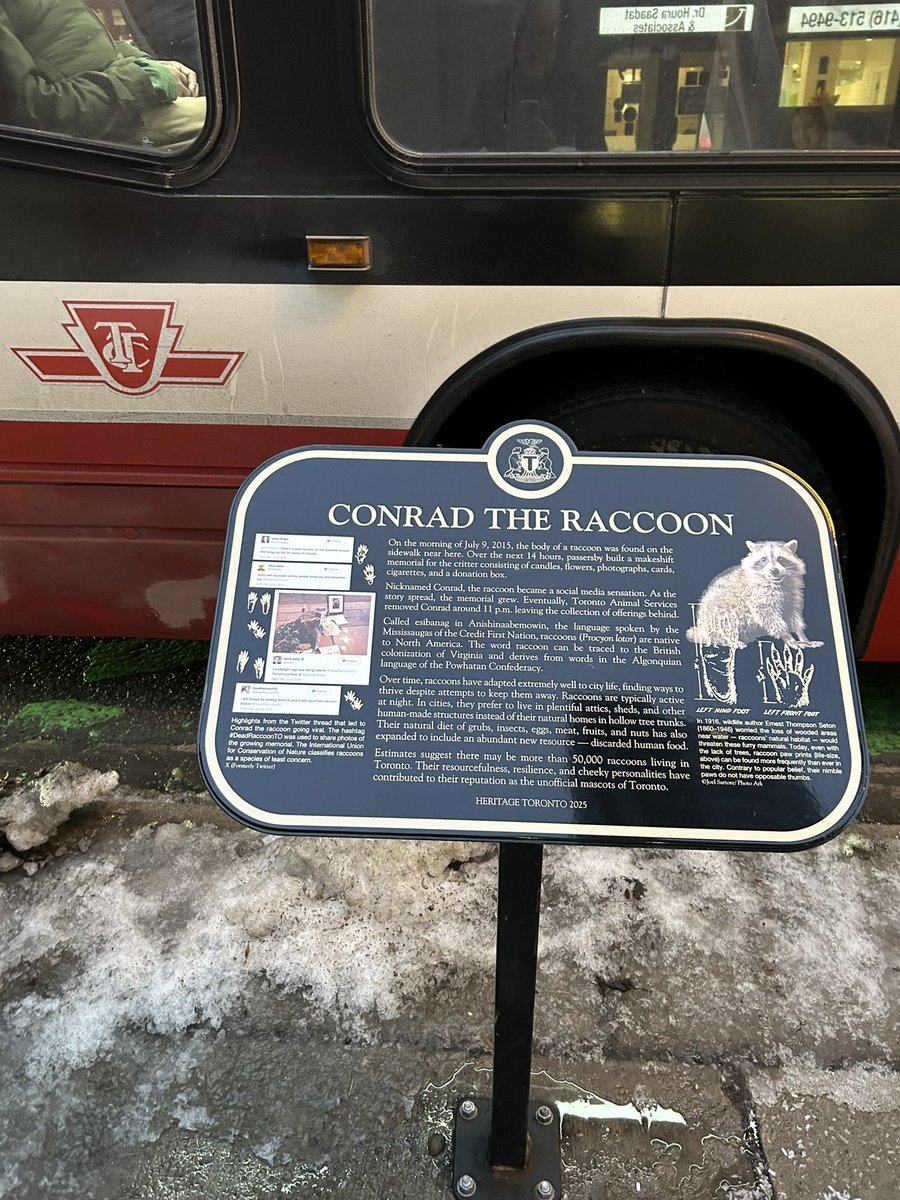 Dr. Houra Saadat
& Associates
(416) 513-9494
TTC
T
CONRAD THE RACCOON
On the morning of July 9, 2015, the body of a raccoon was found on the
sidewalk near here. Over the next 14 hours, passersby built a makeshift
memorial for the critter consisting of candles, flowers, photographs, cards,
cigarettes, and a donation box.
Nicknamed Conrad, the raccoon became a social media sensation. As the
story spread, the memorial grew. Eventually, Toronto Animal Services
removed Conrad around 11 p.m. leaving the collection of offerings behind.
Called esibanag in Anishinaabemowin, the language spoken by the
Mississaugas of the Credit First Nation, raccoons (Procyon lotor) are native
to North America. The word raccoon can be traced to the British
colonization of Virginia and derives from words in the Algonquian
language of the Powhatan Confederacy.
Over time, raccoons have adapted extremely well to city life, finding ways to
thrive despite attempts to keep them away. Raccoons are typically active
at night. In cities, they prefer to live in plentiful attics, sheds, and other
human-made structures instead of their natural homes in hollow tree trunks.
Their natural diet of grubs, insects, eggs, meat, fruits, and nuts has also
expanded to include an abundant new resource — discarded human food.
Estimates suggest there may be more than 50,000 raccoons living in
Toronto. Their resourcefulness, resilience, and cheeky personalities have
contributed to their reputation as the unofficial mascots of Toronto.
HERITAGE TORONTO 2025
Highlights from the Twitter thread that led to
Conrad the raccoon going viral. The hashtag
#DeadRaccoonTO was used to share photos of
the growing memorial. The International Union
for Conservation of Nature classifies raccoons
as a species of least concern.
X (Formerly Twitter)
LEFT HIND FOOT
LEFT FRONT FOOT
In 1916, wildlife author Ernest Thompson Seton
(1860–1946) worried the loss of wooded areas
near water — raccoons' natural habitat — would
threaten these furry mammals. Today, even with
the lack of trees, raccoon paw prints (life-size,
above) can be found more frequently than ever in
the city. Contrary to popular belief, their nimble
paws do not have opposable thumbs.
©Joel Sartore/ Photo Ark